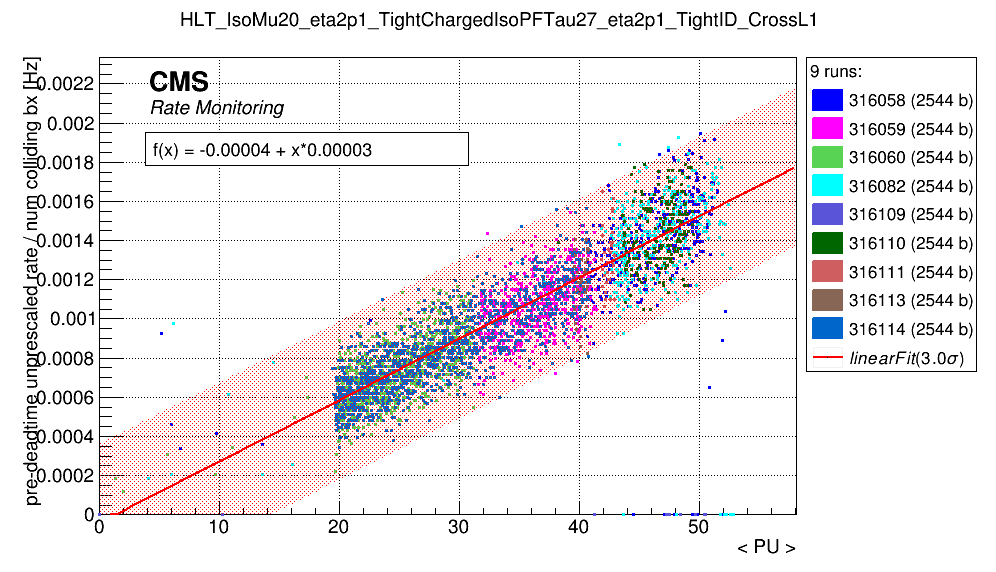 HLT_IsoMu20_eta2p1_TightChargedIsoPFTau27_eta2p1_TightID_CrossL1
pre-deadtime unprescaled rate / num colliding bx [Hz]
0.0022
0.002
0.0018
0.0016
0.0014
0.0012
0.001
0.0008
0.0006
0.0004
0.0002
0
CMS
Rate Monitoring
f(x) = -0.00004 + x*0.00003
0 10 20 30 40 50
< PU >
9 runs:
316058 (2544 b)
316059 (2544 b)
316060 (2544 b)
316082 (2544 b)
316109 (2544 b)
316110 (2544 b)
316111 (2544 b)
316113 (2544 b)
316114 (2544 b)
linearFit(3.0σ)